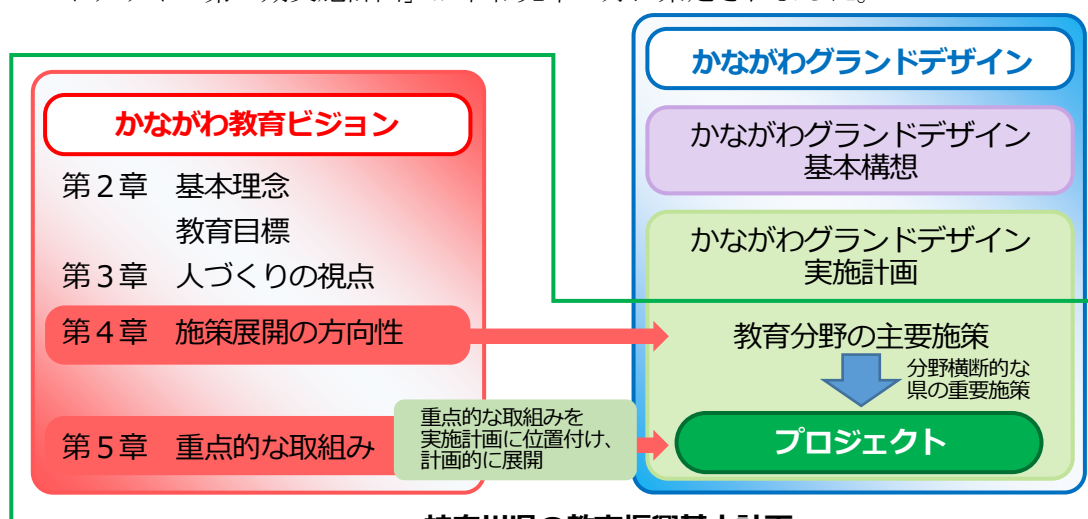 かながわグランドデザイン
かながわ教育ビジョン
かながわグランドデザイン
基本構想
第２章　基本理念
教育目標
第３章　人づくりの視点
かながわグランドデザイン
実施計画
第４章　施策展開の方向性
教育分野の主要施策
分野横断的な
県の重要施策
第５章　重点的な取組み
重点的な取組みを
実施計画に位置付け、
計画的に展開
プロジェクト